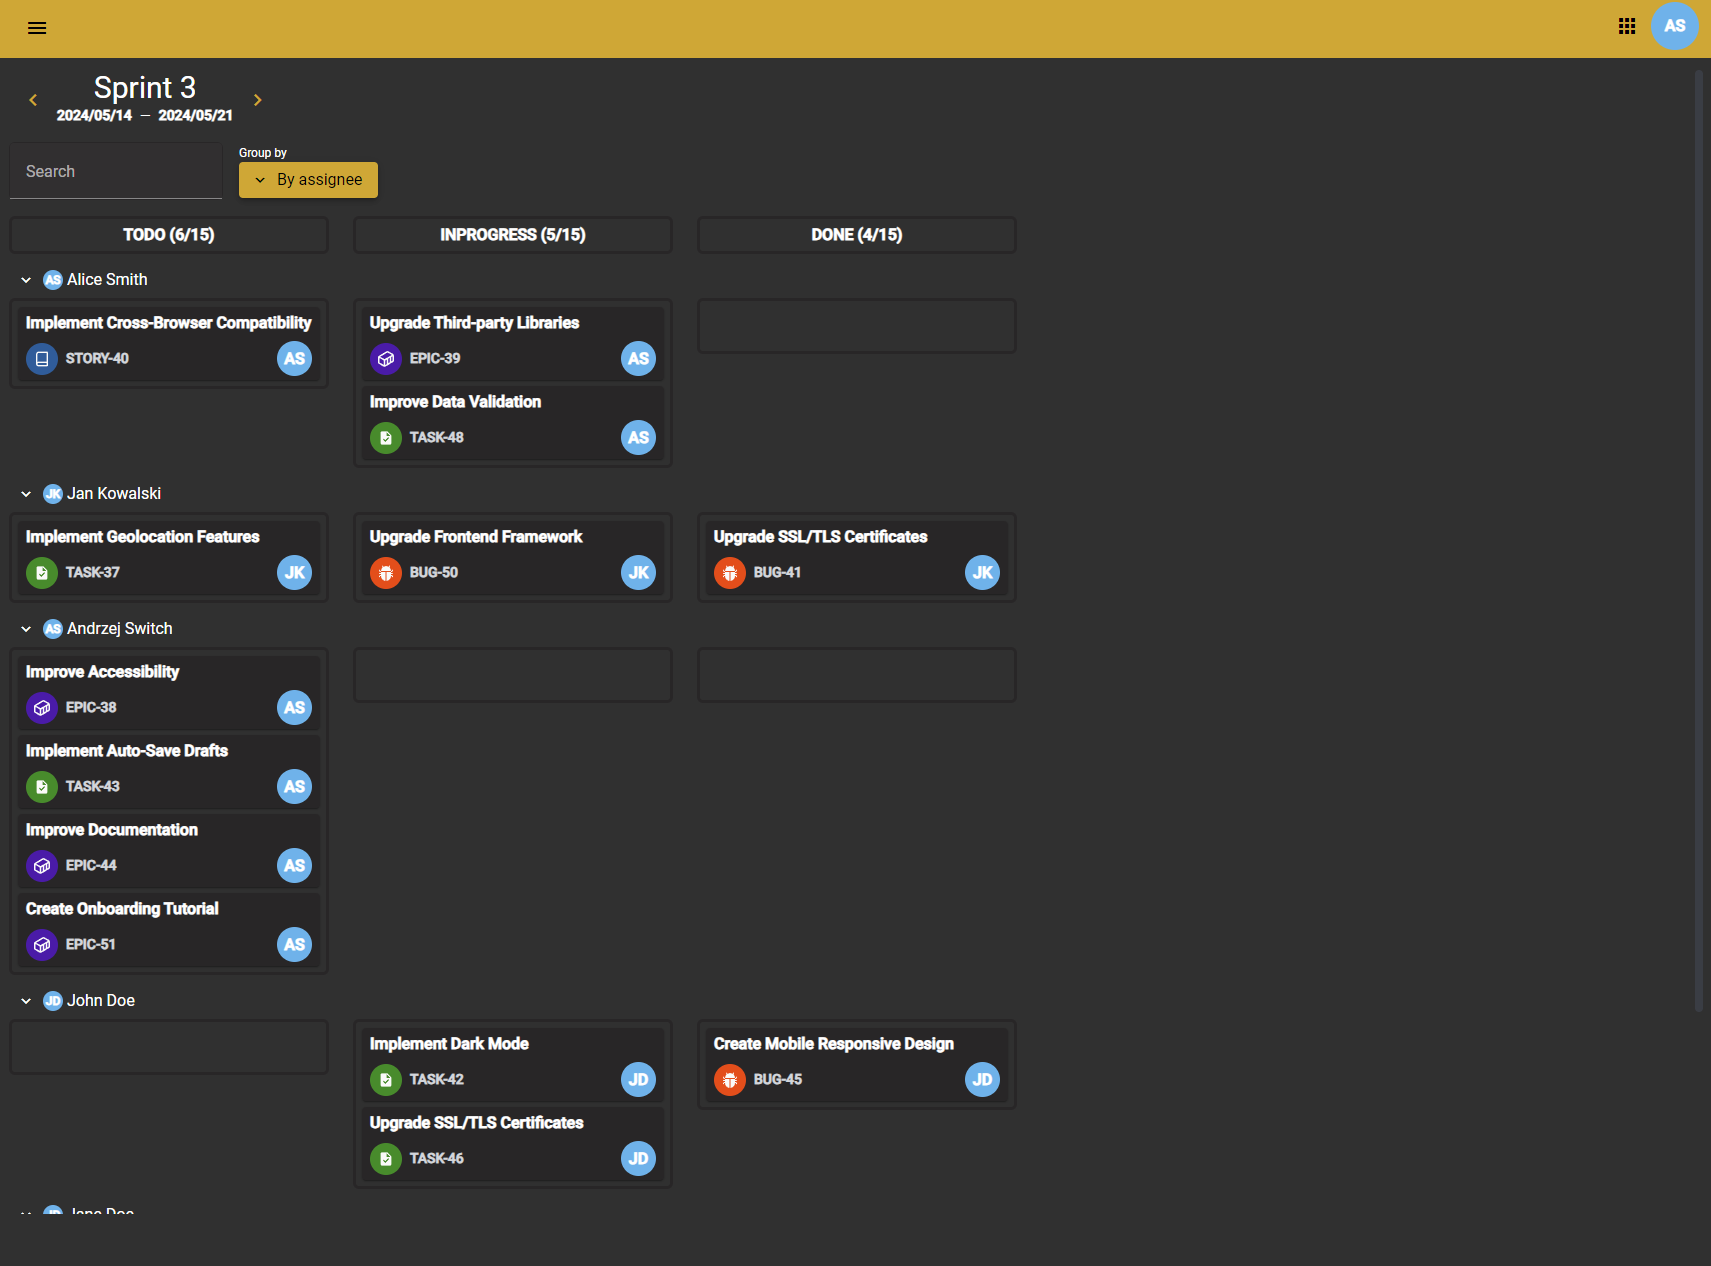 AS
Sprint 3
2024/05/14 — 2024/05/21
Search
Group by
By assignee
TODO (6/15)
INPROGRESS (5/15)
DONE (4/15)
AS Alice Smith
Implement Cross-Browser Compatibility
STORY-40
AS
Upgrade Third-party Libraries
EPIC-39
AS
Improve Data Validation
TASK-48
AS
JK Jan Kowalski
Implement Geolocation Features
TASK-37
JK
Upgrade Frontend Framework
BUG-50
JK
Upgrade SSL/TLS Certificates
BUG-41
JK
AS Andrzej Switch
Improve Accessibility
EPIC-38
AS
Implement Auto-Save Drafts
TASK-43
AS
Improve Documentation
EPIC-44
AS
Create Onboarding Tutorial
EPIC-51
AS
JD John Doe
Implement Dark Mode
TASK-42
JD
Upgrade SSL/TLS Certificates
TASK-46
JD
Create Mobile Responsive Design
BUG-45
JD
JD Jane Doe